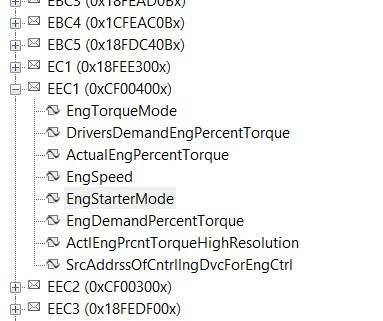 EBC3 (0x18FEAD0Bx)
EBC4 (0x1CFEAC0Bx)
EBC5 (0x18FDC40Bx)
EC1 (0x18FEE300x)
EEC1 (0xCF00400x)
EngTorqueMode
DriversDemandEngPercentTorque
ActualEngPercentTorque
EngSpeed
EngStarterMode
EngDemandPercentTorque
ActlEngPrcntTorqueHighResolution
SrcAddrssOfCntrllngDvcForEngCtrl
EEC2 (0xCF00300x)
EEC3 (0x18FEDF00x)